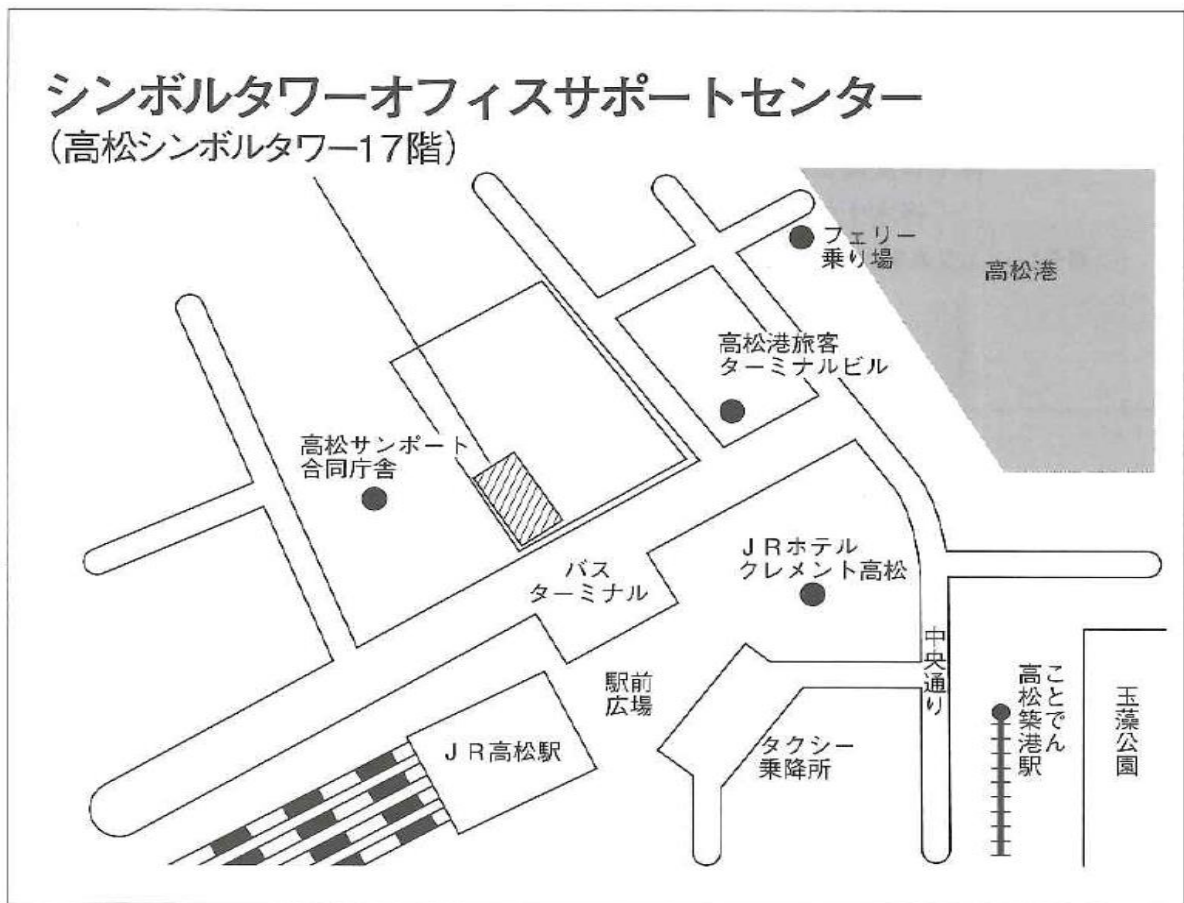 シンボルタワーオフィスサポートセンター
(高松シンボルタワー17階)
フェリー
乗り場
高松港
高松港旅客
ターミナルビル
高松サンポート
合同庁舎
JRホテル
クレメント高松
バス
ターミナル
中央通り
駅前
広場
ことでん
高松築港駅
玉藻公園
JR高松駅
タクシー
乗降所